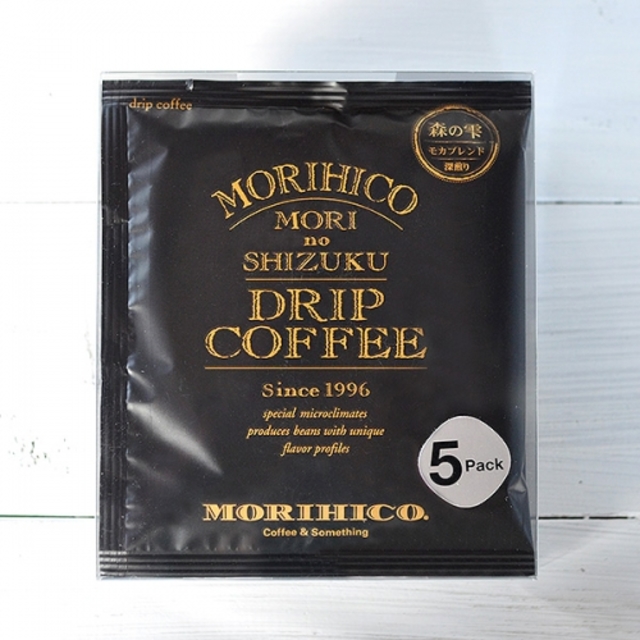 drip coffee
森の雫
モカブレンド
深煎り
MORIHICO
MORI
no
SHIZUKU
DRIP
COFFEE
Since 1996
special microclimates
produces beans with unique
flavor profiles
5 Pack
MORIHICO.
Coffee & Something